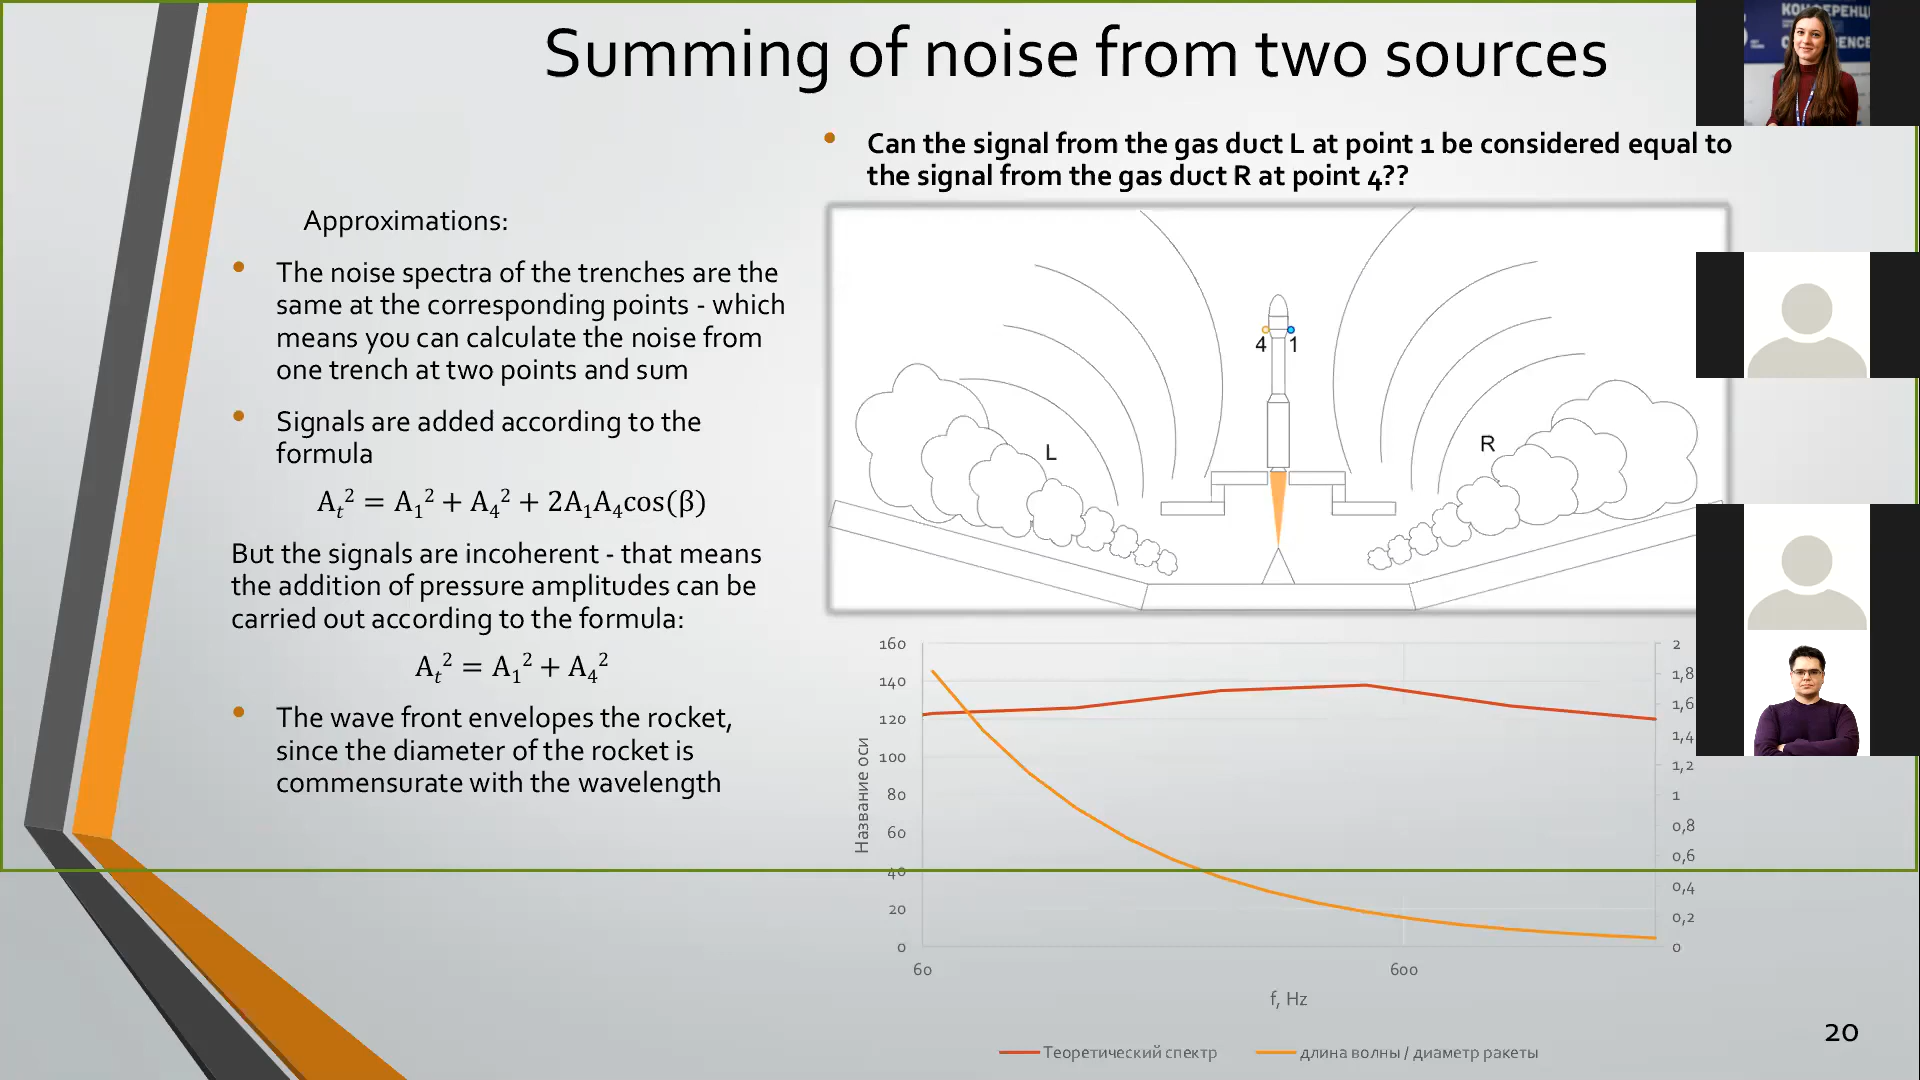 Summing of noise from two sources
Approximations:
• The noise spectra of the trenches are the
same at the corresponding points - which
means you can calculate the noise from
one trench at two points and sum
• Signals are added according to the
formula
Aₜ² = A₁² + A₄² + 2A₁A₄cos(β)
But the signals are incoherent - that means
the addition of pressure amplitudes can be
carried out according to the formula:
Aₜ² = A₁² + A₄²
• The wave front envelopes the rocket,
since the diameter of the rocket is
commensurate with the wavelength
• Can the signal from the gas duct L at point 1 be considered equal to
the signal from the gas duct R at point 4??
4 1
L
R
160
140
120
100
80
60
40
20
0
Название оси
2
1,8
1,6
1,4
1,2
1
0,8
0,6
0,4
0,2
0
60 600
f, Hz
Теоретический спектр
длина волны / диаметр ракеты
20